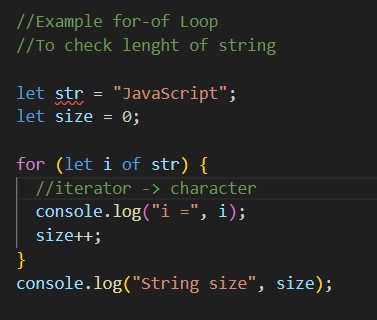 //Example for-of Loop
//To check lenght of string
let str = "JavaScript";
let size = 0;
for (let i of str) {
//iterator -> character
console.log("i =", i);
size++;
}
console.log("String size", size);